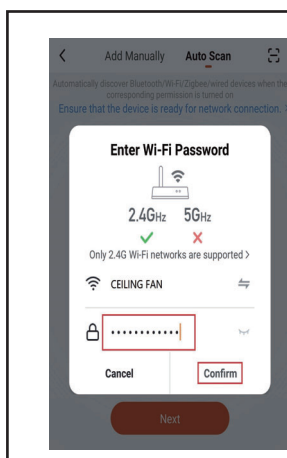 Add Manually Auto Scan
Automatically discover Bluetooth/Wi-Fi/Zigbee/wired devices when the
corresponding permission is turned on
Ensure that the device is ready for network connection.
Enter Wi-Fi Password
2.4GHz 5GHz
Only 2.4G Wi-Fi networks are supported >
CEILING FAN
Cancel Confirm
Next